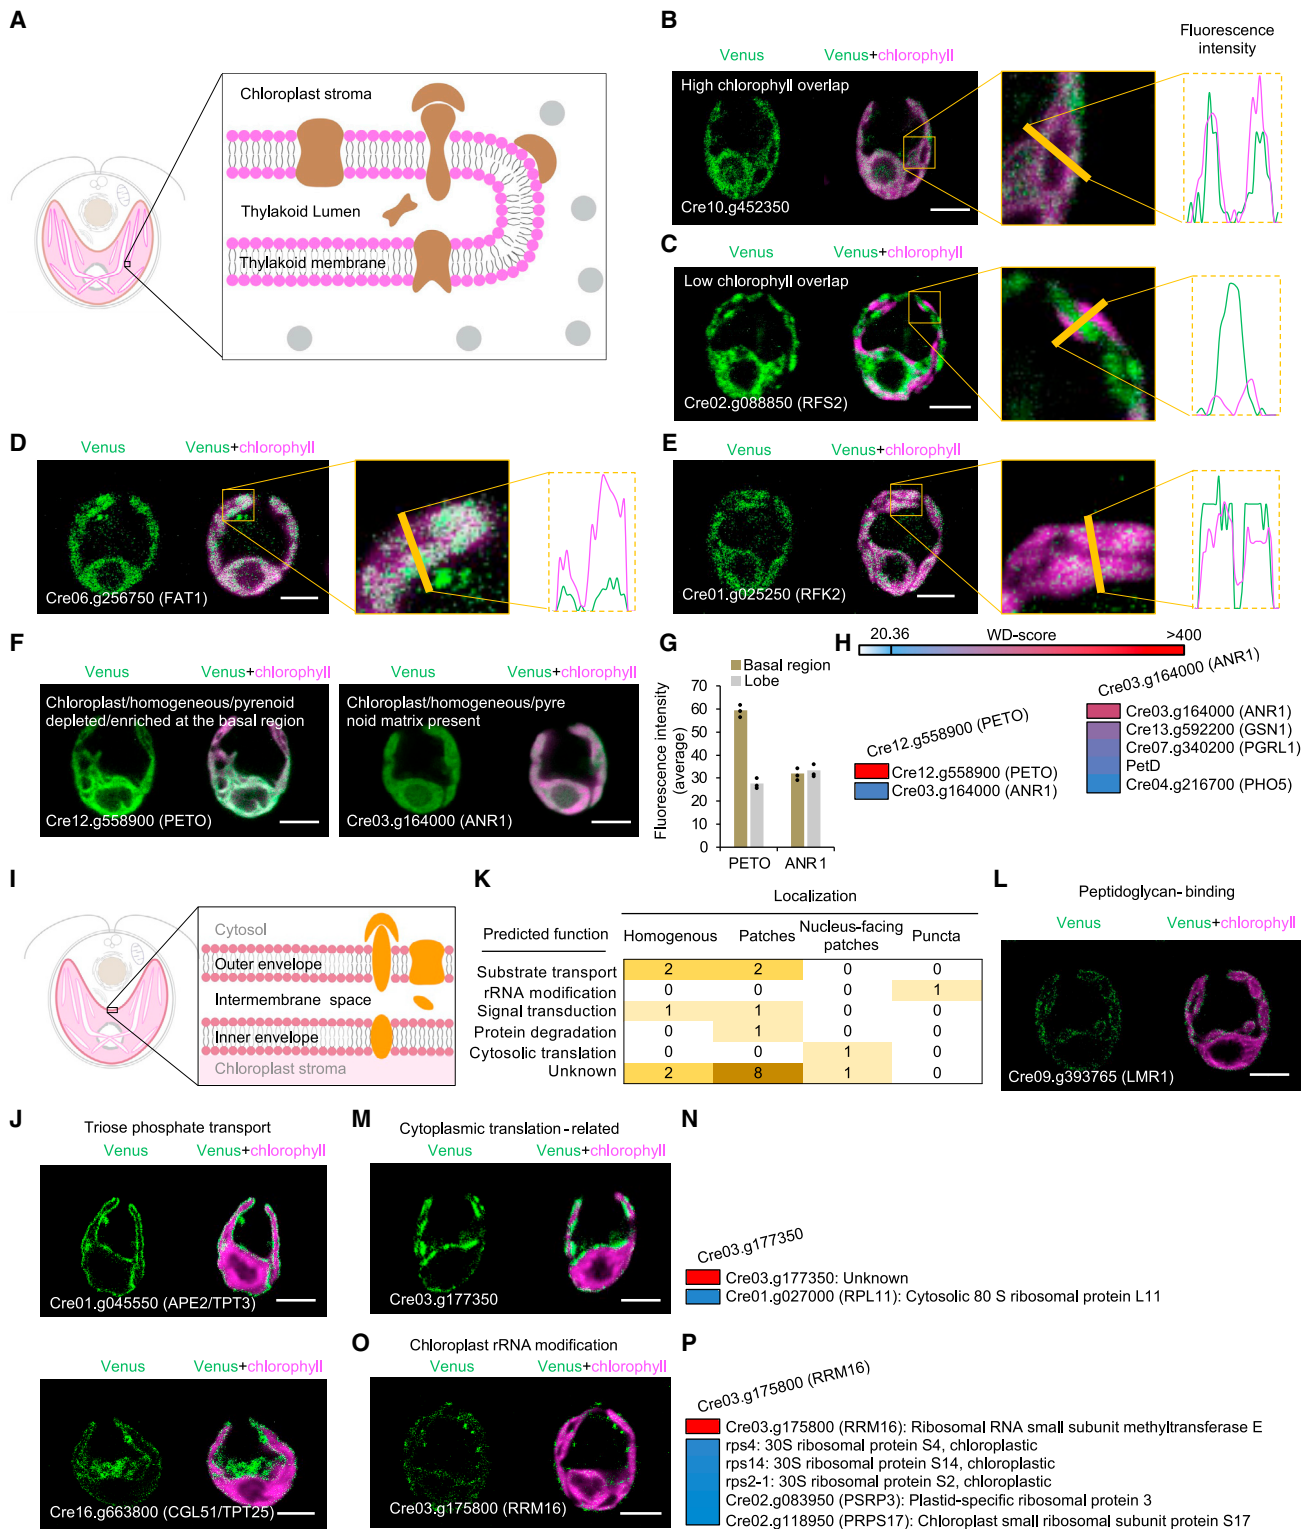 A
Chloroplast stroma
Thylakoid Lumen
Thylakoid membrane
B
Venus
Venus+chlorophyll
Fluorescence
intensity
High chlorophyll overlap
Cre10.g452350
C
Venus
Venus+chlorophyll
Low chlorophyll overlap
Cre02.g088850 (RFS2)
D
Venus
Venus+chlorophyll
Cre06.g256750 (FAT1)
E
Venus
Venus+chlorophyll
Cre01.g025250 (RFK2)
F
Venus
Venus+chlorophyll
Chloroplast/homogeneous/pyrenoid
depleted/enriched at the basal region
Cre12.g558900 (PETO)
Venus
Venus+chlorophyll
Chloroplast/homogeneous/pyre
noid matrix present
Cre03.g164000 (ANR1)
G
Basal region
Lobe
Fluorescence intensity
(average)
70
60
50
40
30
20
10
0
PETO
ANR1
H
20.36
WD-score
>400
Cre12.g558900 (PETO)
Cre12.g558900 (PETO)
Cre03.g164000 (ANR1)
Cre03.g164000 (ANR1)
Cre03.g164000 (ANR1)
Cre13.g592200 (GSN1)
Cre07.g340200 (PGRL1)
PetD
Cre04.g216700 (PHO5)
I
Cytosol
Outer envelope
Intermembrane space
Inner envelope
Chloroplast stroma
K
Localization
Predicted function
Homogenous
Patches
Nucleus-facing
patches
Puncta
Substrate transport 2 2 0 0
rRNA modification 0 0 0 1
Signal transduction 1 1 0 0
Protein degradation 0 1 0 0
Cytosolic translation 0 0 1 0
Unknown 2 8 1 0
L
Peptidoglycan-binding
Venus
Venus+chlorophyll
Cre09.g393765 (LMR1)
J
Triose phosphate transport
Venus
Venus+chlorophyll
Cre01.g045550 (APE2/TPT3)
Venus
Venus+chlorophyll
Cre16.g663800 (CGL51/TPT25)
M
Cytoplasmic translation-related
Venus
Venus+chlorophyll
Cre03.g177350
N
Cre03.g177350
Cre03.g177350: Unknown
Cre01.g027000 (RPL11): Cytosolic 80 S ribosomal protein L11
O
Chloroplast rRNA modification
Venus
Venus+chlorophyll
Cre03.g175800 (RRM16)
P
Cre03.g175800 (RRM16)
Cre03.g175800 (RRM16): Ribosomal RNA small subunit methyltransferase E
rps4: 30S ribosomal protein S4, chloroplastic
rps14: 30S ribosomal protein S14, chloroplastic
rps2-1: 30S ribosomal protein S2, chloroplastic
Cre02.g083950 (PSRP3): Plastid-specific ribosomal protein 3
Cre02.g118950 (PRPS17): Chloroplast small ribosomal subunit protein S17